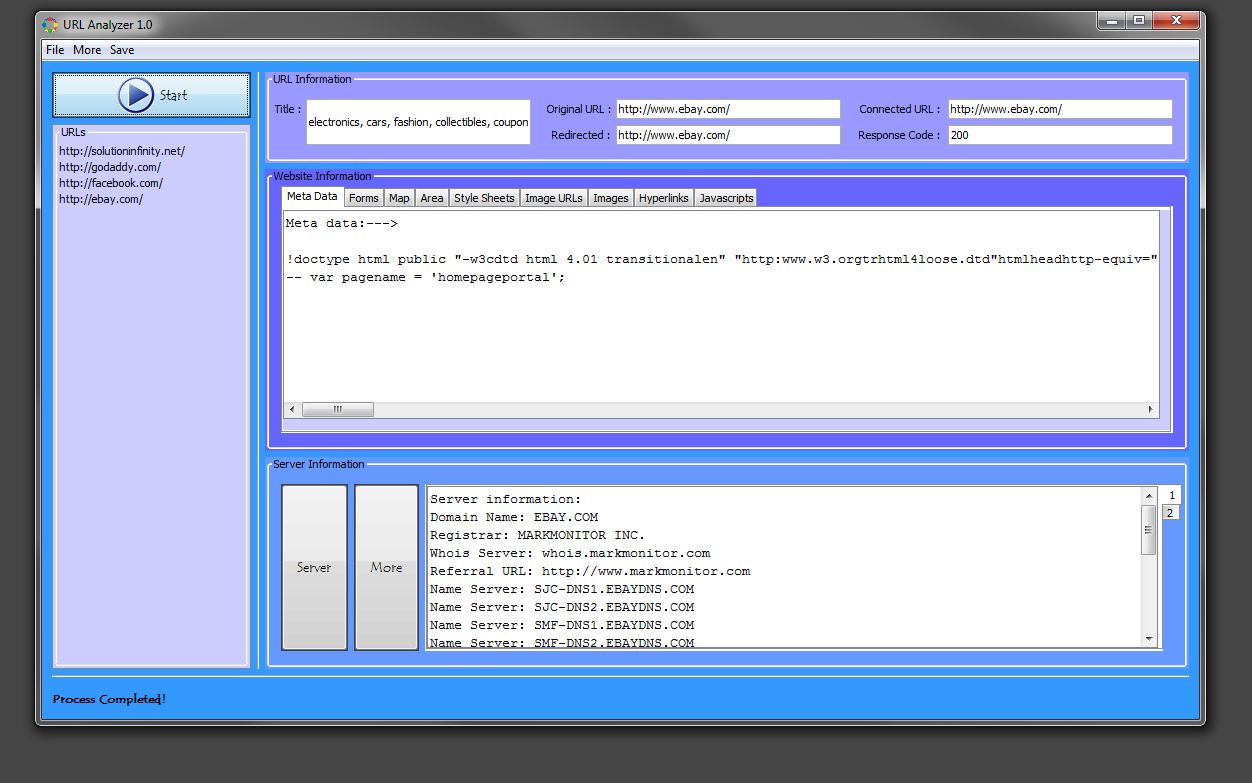 URL Analyzer 1.0
File More Save
Start
URLs
http://solutioninfinity.net/
http://godaddy.com/
http://facebook.com/
http://ebay.com/
URL Information
Title : electronics, cars, fashion, collectibles, coupon
Original URL : http://www.ebay.com/
Connected URL : http://www.ebay.com/
Redirected : http://www.ebay.com/
Response Code : 200
Website Information
Meta Data Forms Map Area Style Sheets Image URLs Images Hyperlinks Javascripts
Meta data:--->
!doctype html public "-w3cdtd html 4.01 transitionalen" "http:www.w3.orgtrhtml4loose.dtd"htmlheadhttp-equiv="
-- var pagename = 'homepageportal';
Server Information
Server
More
Server information:
Domain Name: EBAY.COM
Registrar: MARKMONITOR INC.
Whois Server: whois.markmonitor.com
Referral URL: http://www.markmonitor.com
Name Server: SJC-DNS1.EBAYDNS.COM
Name Server: SJC-DNS2.EBAYDNS.COM
Name Server: SMF-DNS1.EBAYDNS.COM
Name Server: SMF-DNS2.EBAYDNS.COM
1
2
Process Completed!